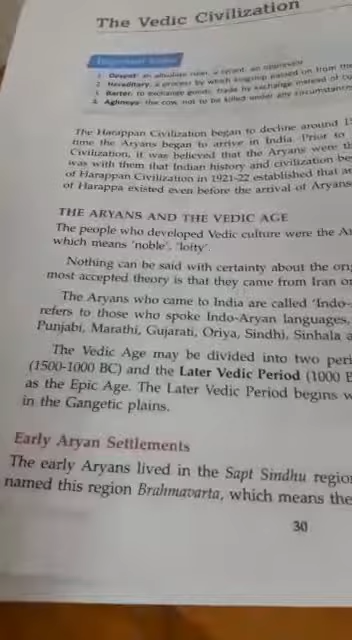 The Vedic Civilization
1. Despot: an absolute ruler, a tyrant, an oppressor
2. Hereditary: a process by which kingship passed on from
3. Barter: to exchange goods; trade by exchange instead of
4. Aghnya: the cow, not to be killed under any
The Harappan Civilization began to decline around
time the Aryans began to arrive in India. Prior to
Civilization, it was believed that the Aryans were
was with them that Indian history and civilization
of Harappan Civilization in 1921-22 established that
of Harappa existed even before the arrival of Aryans
THE ARYANS AND THE VEDIC AGE
The people who developed Vedic culture were the
which means 'noble', 'lofty'.
Nothing can be said with certainty about the
most accepted theory is that they came from Iran
The Aryans who came to India are called 'Indo-
refers to those who spoke Indo-Aryan languages,
Punjabi, Marathi, Gujarati, Oriya, Sindhi, Sinhala
The Vedic Age may be divided into two
(1500-1000 BC) and the Later Vedic Period (1000
as the Epic Age. The Later Vedic Period begins
in the Gangetic plains.
Early Aryan Settlements
The early Aryans lived in the Sapt Sindhu
named this region Brahmavarta, which means the
30